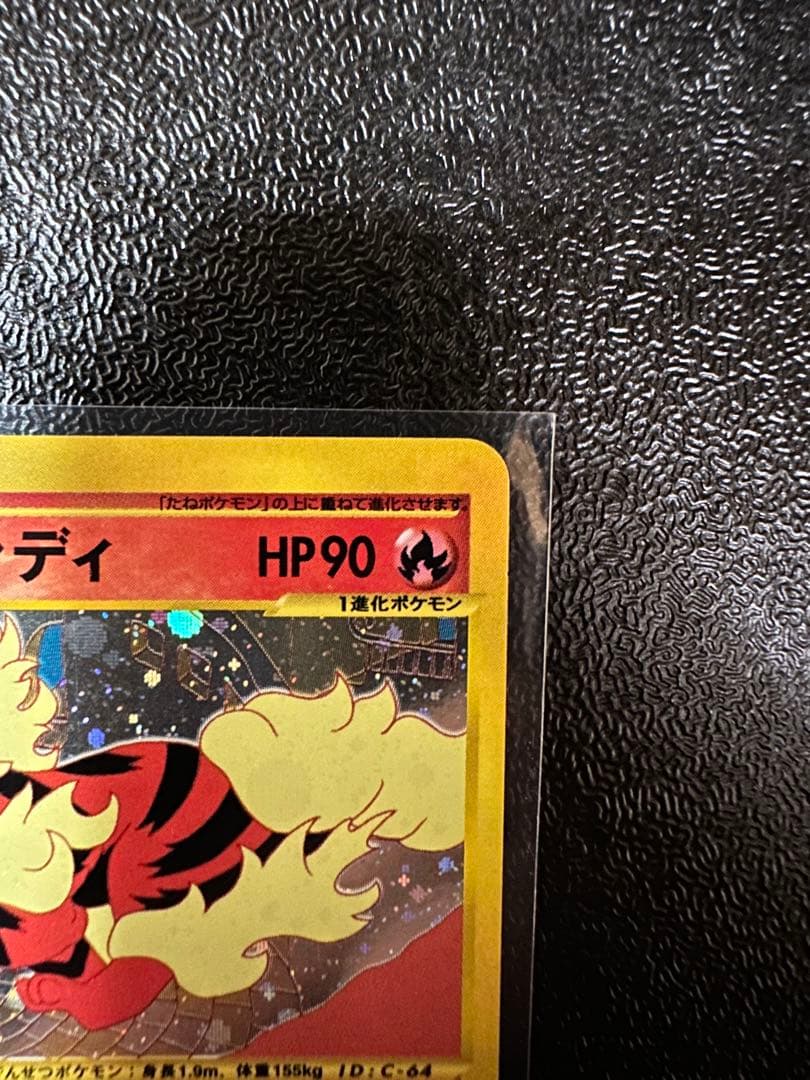 「たねポケモン」の上に重ねて進化させます。
ディ HP90
1進化ポケモン
んせつポケモン：身長1.9m, 体重155kg ID：C-64